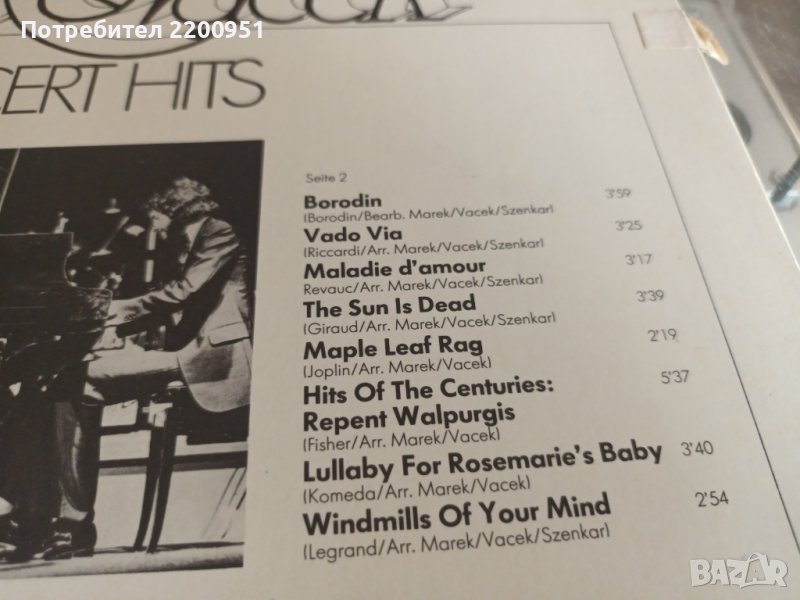 Потребител 2200951
CERT HITS
Seite 2
Borodin 3'59
(Borodin/Bearb. Marek/Vacek/Szenkar)
Vado Via 3'25
(Riccardi/Arr. Marek/Vacek/Szenkar)
Maladie d'amour 3'17
Revauc/Arr. Marek/Vacek/Szenkar)
The Sun Is Dead 3'39
(Giraud/Arr. Marek/Vacek/Szenkar)
Maple Leaf Rag 2'19
(Joplin/Arr. Marek/Vacek)
Hits Of The Centuries: 5'37
Repent Walpurgis
(Fisher/Arr. Marek/Vacek)
Lullaby For Rosemarie's Baby 3'40
(Komeda/Arr. Marek/Vacek)
Windmills Of Your Mind 2'54
(Legrand/Arr. Marek/Vacek/Szenkar)
BAZAR